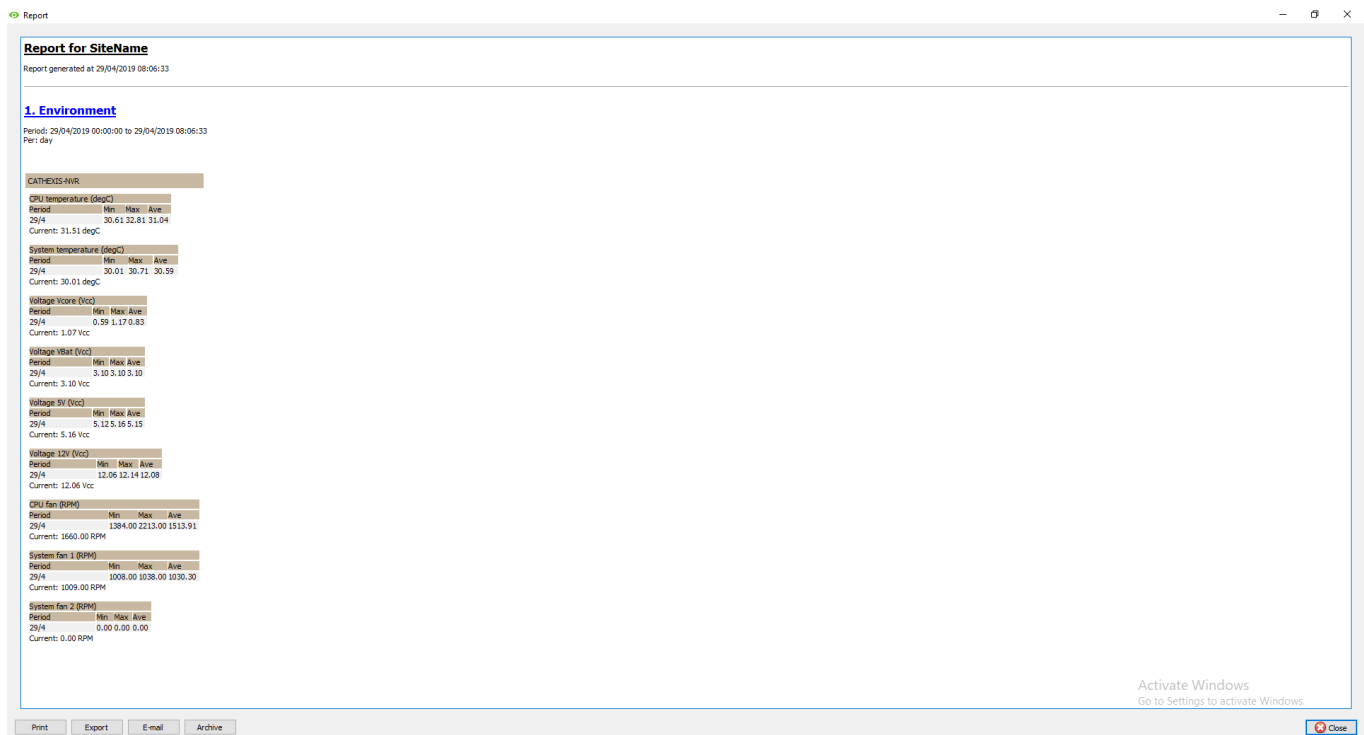 Report
Report for SiteName
Report generated at 29/04/2019 08:06:33
1. Environment
Period: 29/04/2019 00:00:00 to 29/04/2019 08:06:33
Per: day
CATHEXIS-NVR
CPU temperature (degC)
Period Min Max Ave
29/4 30.61 32.81 31.04
Current: 31.51 degC
System temperature (degC)
Period Min Max Ave
29/4 30.01 30.71 30.59
Current: 30.01 degC
Voltage Vcore (Vcc)
Period Min Max Ave
29/4 0.59 1.17 0.83
Current: 1.07 Vcc
Voltage VBat (Vcc)
Period Min Max Ave
29/4 3.10 3.10 3.10
Current: 3.10 Vcc
Voltage 5V (Vcc)
Period Min Max Ave
29/4 5.12 5.16 5.15
Current: 5.16 Vcc
Voltage 12V (Vcc)
Period Min Max Ave
29/4 12.06 12.14 12.08
Current: 12.06 Vcc
CPU fan (RPM)
Period Min Max Ave
29/4 1384.00 2213.00 1513.91
Current: 1660.00 RPM
System fan 1 (RPM)
Period Min Max Ave
29/4 1008.00 1038.00 1030.30
Current: 1009.00 RPM
System fan 2 (RPM)
Period Min Max Ave
29/4 0.00 0.00 0.00
Current: 0.00 RPM
Activate Windows
Go to Settings to activate Windows.
Print Export E-mail Archive Close